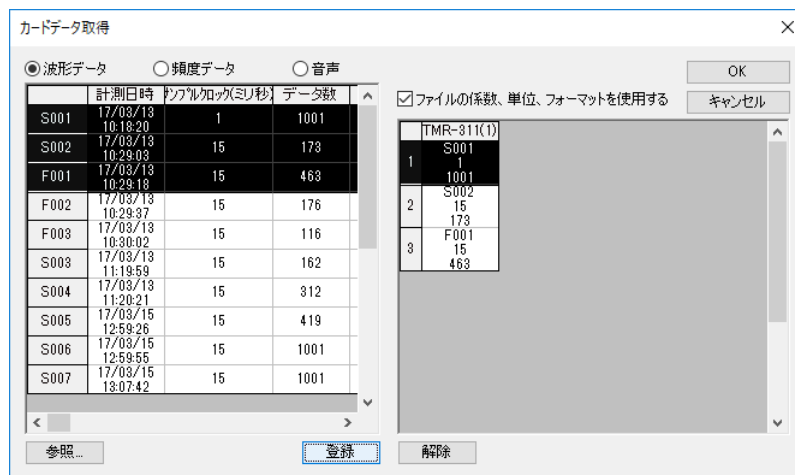 カードデータ取得
波形データ 頻度データ 音声
OK
キャンセル
ファイルの係数、単位、フォーマットを使用する
計測日時 サンプルクロック(ミリ秒) データ数
S001 17/03/13 10:18:20 1 1001
S002 17/03/13 10:29:03 15 173
F001 17/03/13 10:29:18 15 463
F002 17/03/13 10:29:37 15 176
F003 17/03/13 10:30:02 15 116
S003 17/03/13 11:19:59 15 162
S004 17/03/13 11:20:21 15 312
S005 17/03/15 12:59:26 15 419
S006 17/03/15 12:59:55 15 1001
S007 17/03/15 13:07:42 15 1001
TMR-311(1)
1
S001
1
1001
2
S002
15
173
3
F001
15
463
参照... 登録 解除